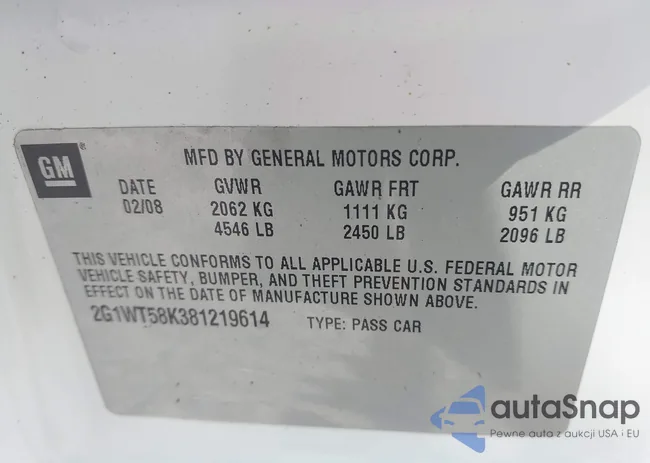 GM
MFD BY GENERAL MOTORS CORP.
DATE GVWR GAWR FRT GAWR RR
02/08 2062 KG 1111 KG 951 KG
4546 LB 2450 LB 2096 LB
THIS VEHICLE CONFORMS TO ALL APPLICABLE U.S. FEDERAL MOTOR
VEHICLE SAFETY, BUMPER, AND THEFT PREVENTION STANDARDS IN
EFFECT ON THE DATE OF MANUFACTURE SHOWN ABOVE.
2G1WT58K381219614 TYPE: PASS CAR
autaSnap
Pewne auta z aukcji USA i EU